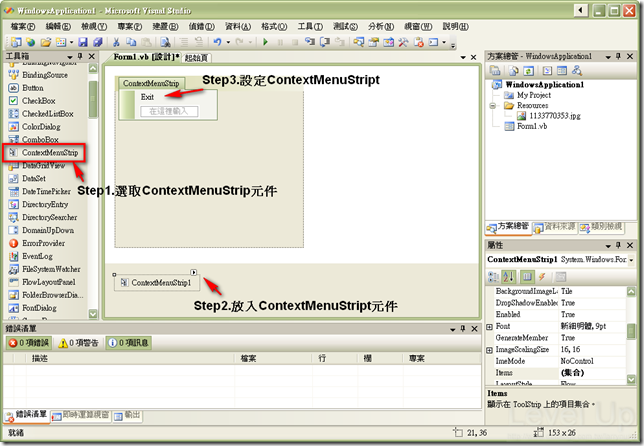 WindowsApplication1 - Microsoft Visual Studio
檔案(F) 編輯(E) 檢視(V) 專案(P) 建置(B) 偵錯(D) 資料(A) 格式(O) 工具(T) 測試(S) 分析(N) 視窗(W) 說明(H)
工具箱
BindingNavigator
BindingSource
Button
CheckBox
CheckedListBox
ColorDialog
ComboBox
ContextMenuStrip
DataGridView
DataSet
DateTimePicker
DirectoryEntry
DirectorySearcher
DomainUpDown
ErrorProvider
EventLog
FileSystemWatcher
FlowLayoutPanel
FolderBrowserDia...
FontDialog
Form1.vb [設計]* 起始頁
ContextMenuStrip
Exit
在這裡輸入
Step3.設定ContextMenuStript
Step1.選取ContextMenuStrip元件
ContextMenuStrip1
Step2.放入ContextMenuStript元件
方案總管 - WindowsApplication1
WindowsApplication1
My Project
Resources
1133770353.jpg
Form1.vb
方案總管 資料來源 類別檢視
屬性
ContextMenuStrip1 System.Windows.For
BackgroundImageL Tile
DropShadowEnable True
Enabled True
Font 新細明體, 9pt
GenerateMember True
ImageScalingSize 16, 16
ImeMode NoControl
Items (集合)
LayoutStyle Flow
Items
顯示在 ToolStrip 上的項目集合。
錯誤清單
0 項錯誤 0 項警告 0 項訊息
描述 檔案 行 欄 專案
錯誤清單 即時運算視窗 輸出
就緒 21, 36 153 x 26
Level Up